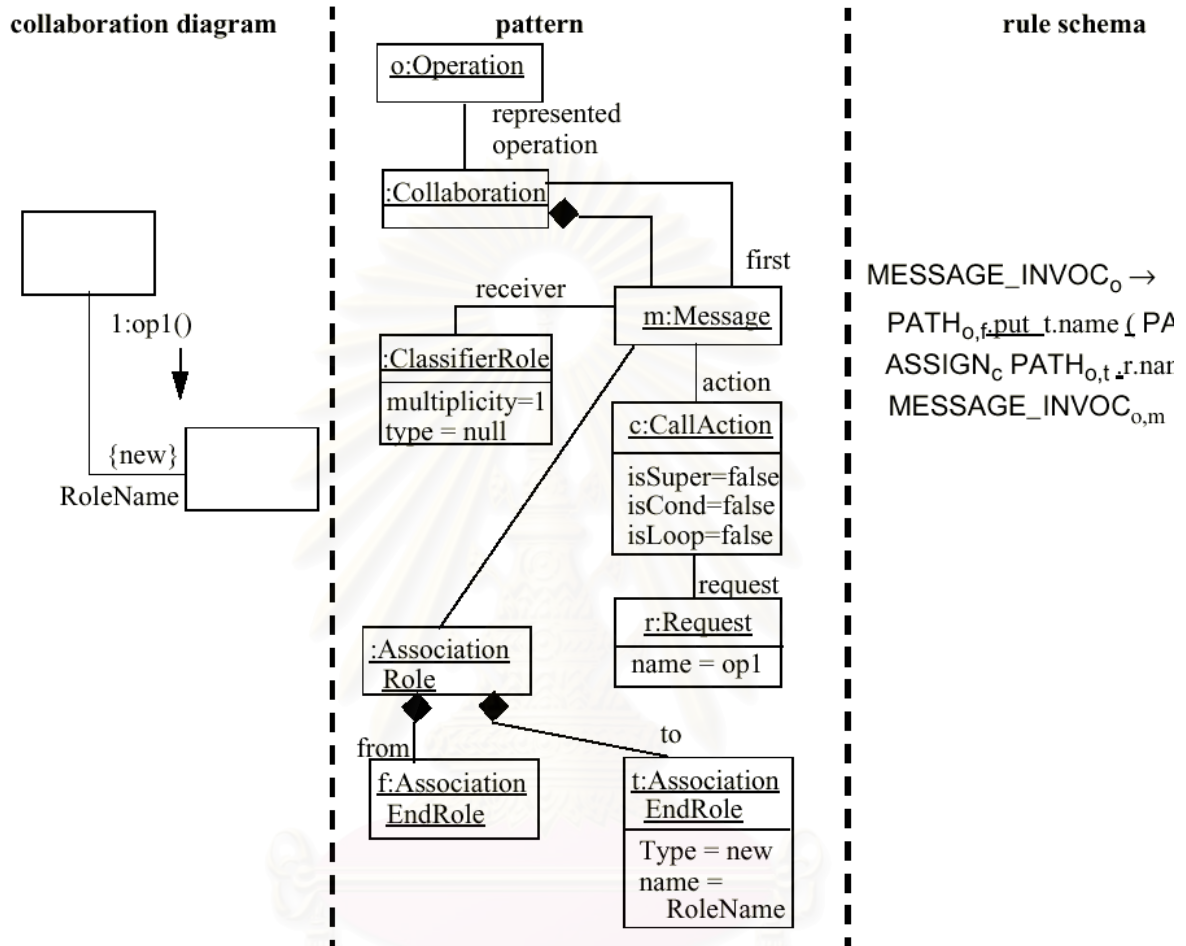 collaboration diagram
pattern
rule schema
1:op1()
{new}
RoleName
o:Operation
represented
operation
:Collaboration
first
receiver
m:Message
:ClassifierRole
multiplicity=1
type = null
action
c:CallAction
isSuper=false
isCond=false
isLoop=false
request
r:Request
name = op1
:Association
Role
from
to
f:Association
EndRole
t:Association
EndRole
Type = new
name =
RoleName
MESSAGE_INVOCo →
PATHo,f.put_t.name (
ASSIGNc PATHo,t .
MESSAGE_INVOCo,m